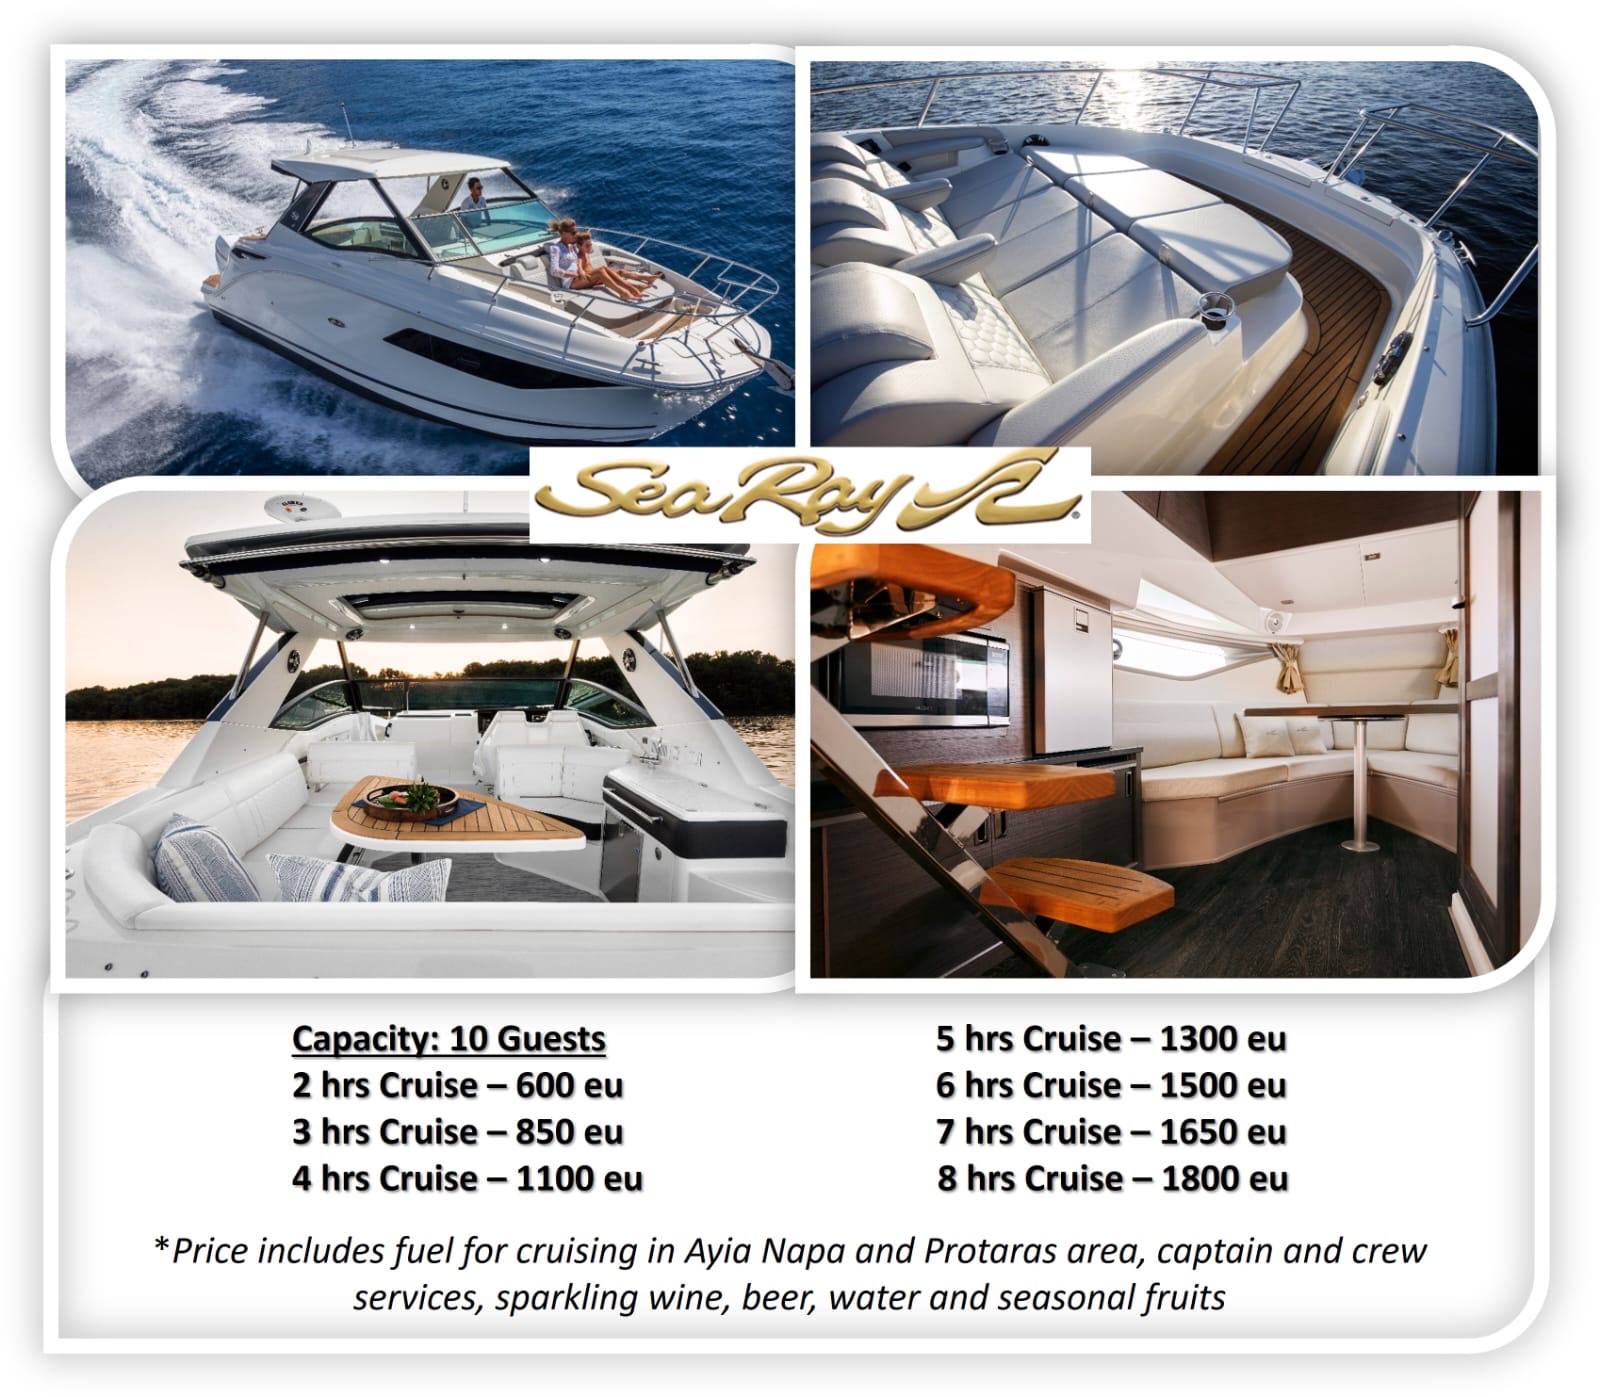 Sea Ray
Capacity: 10 Guests
2 hrs Cruise – 600 eu
3 hrs Cruise – 850 eu
4 hrs Cruise – 1100 eu
5 hrs Cruise – 1300 eu
6 hrs Cruise – 1500 eu
7 hrs Cruise – 1650 eu
8 hrs Cruise – 1800 eu
*Price includes fuel for cruising in Ayia Napa and Protaras area, captain and crew
services, sparkling wine, beer, water and seasonal fruits